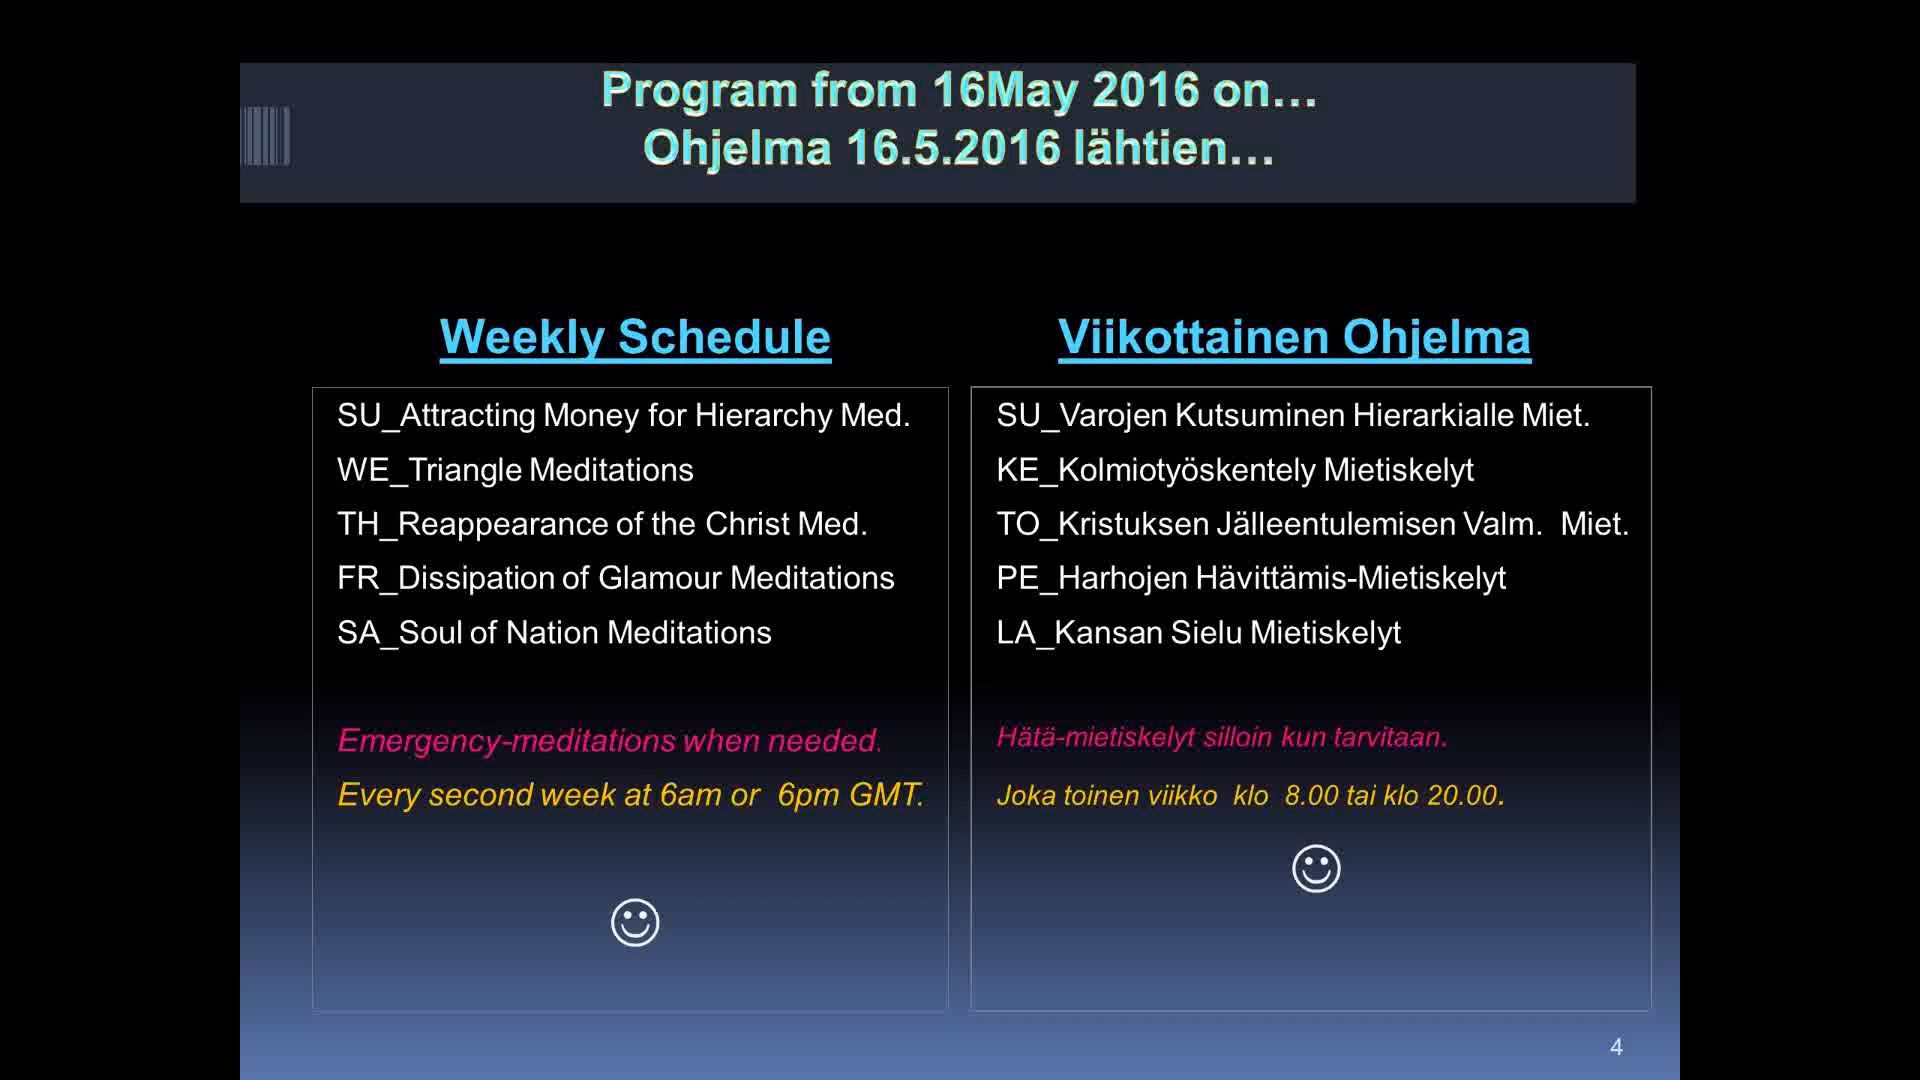 Program from 16May 2016 on…
Ohjelma 16.5.2016 lähtien…
Weekly Schedule
SU_Attracting Money for Hierarchy Med.
WE_Triangle Meditations
TH_Reappearance of the Christ Med.
FR_Dissipation of Glamour Meditations
SA_Soul of Nation Meditations
Emergency-meditations when needed.
Every second week at 6am or 6pm GMT.
Viikottainen Ohjelma
SU_Varojen Kutsuminen Hierarkialle Miet.
KE_Kolmiotyöskentely Mietiskelyt
TO_Kristuksen Jälleentulemisen Valm. Miet.
PE_Harhojen Hävittämis-Mietiskelyt
LA_Kansan Sielu Mietiskelyt
Hätä-mietiskelyt silloin kun tarvitaan.
Joka toinen viikko klo 8.00 tai klo 20.00.
4